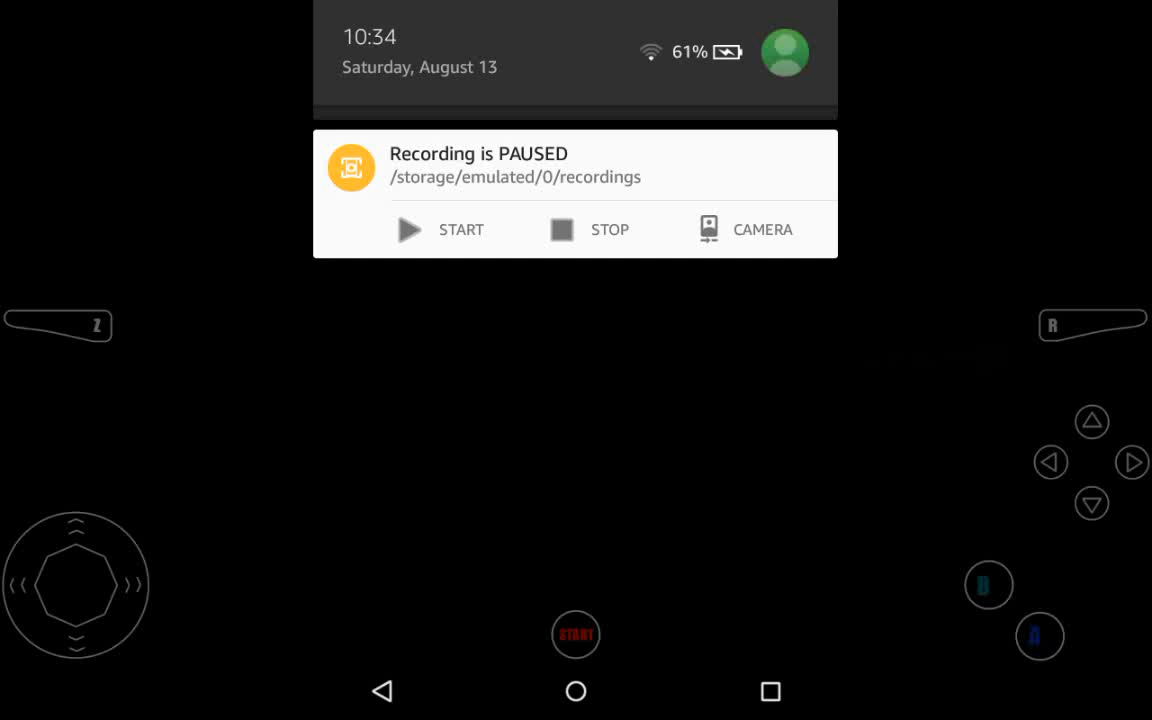 10:34
61%
Saturday, August 13
Recording is PAUSED
/storage/emulated/0/recordings
START
STOP
CAMERA
Z
R
B
START
A